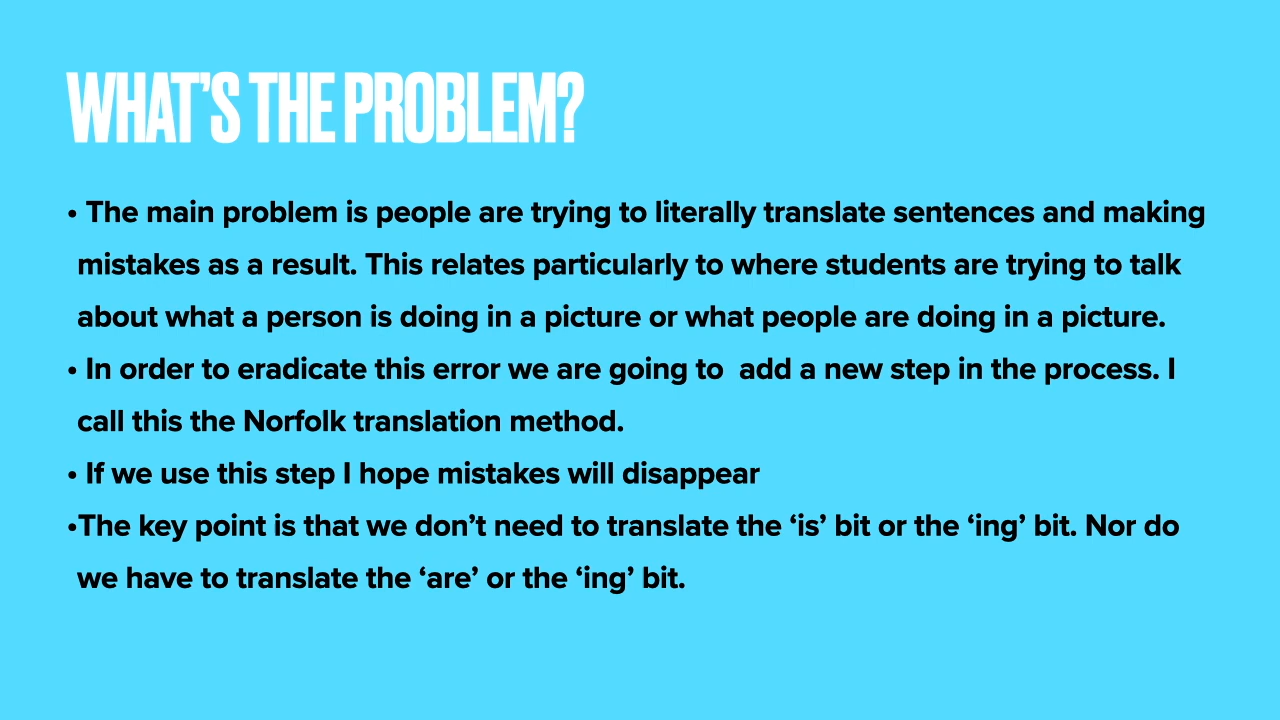 WHAT'S THE PROBLEM?
• The main problem is people are trying to literally translate sentences and making
mistakes as a result. This relates particularly to where students are trying to talk
about what a person is doing in a picture or what people are doing in a picture.
• In order to eradicate this error we are going to  add a new step in the process. I
call this the Norfolk translation method.
• If we use this step I hope mistakes will disappear
•The key point is that we don’t need to translate the ‘is’ bit or the ‘ing’ bit. Nor do
we have to translate the ‘are’ or the ‘ing’ bit.